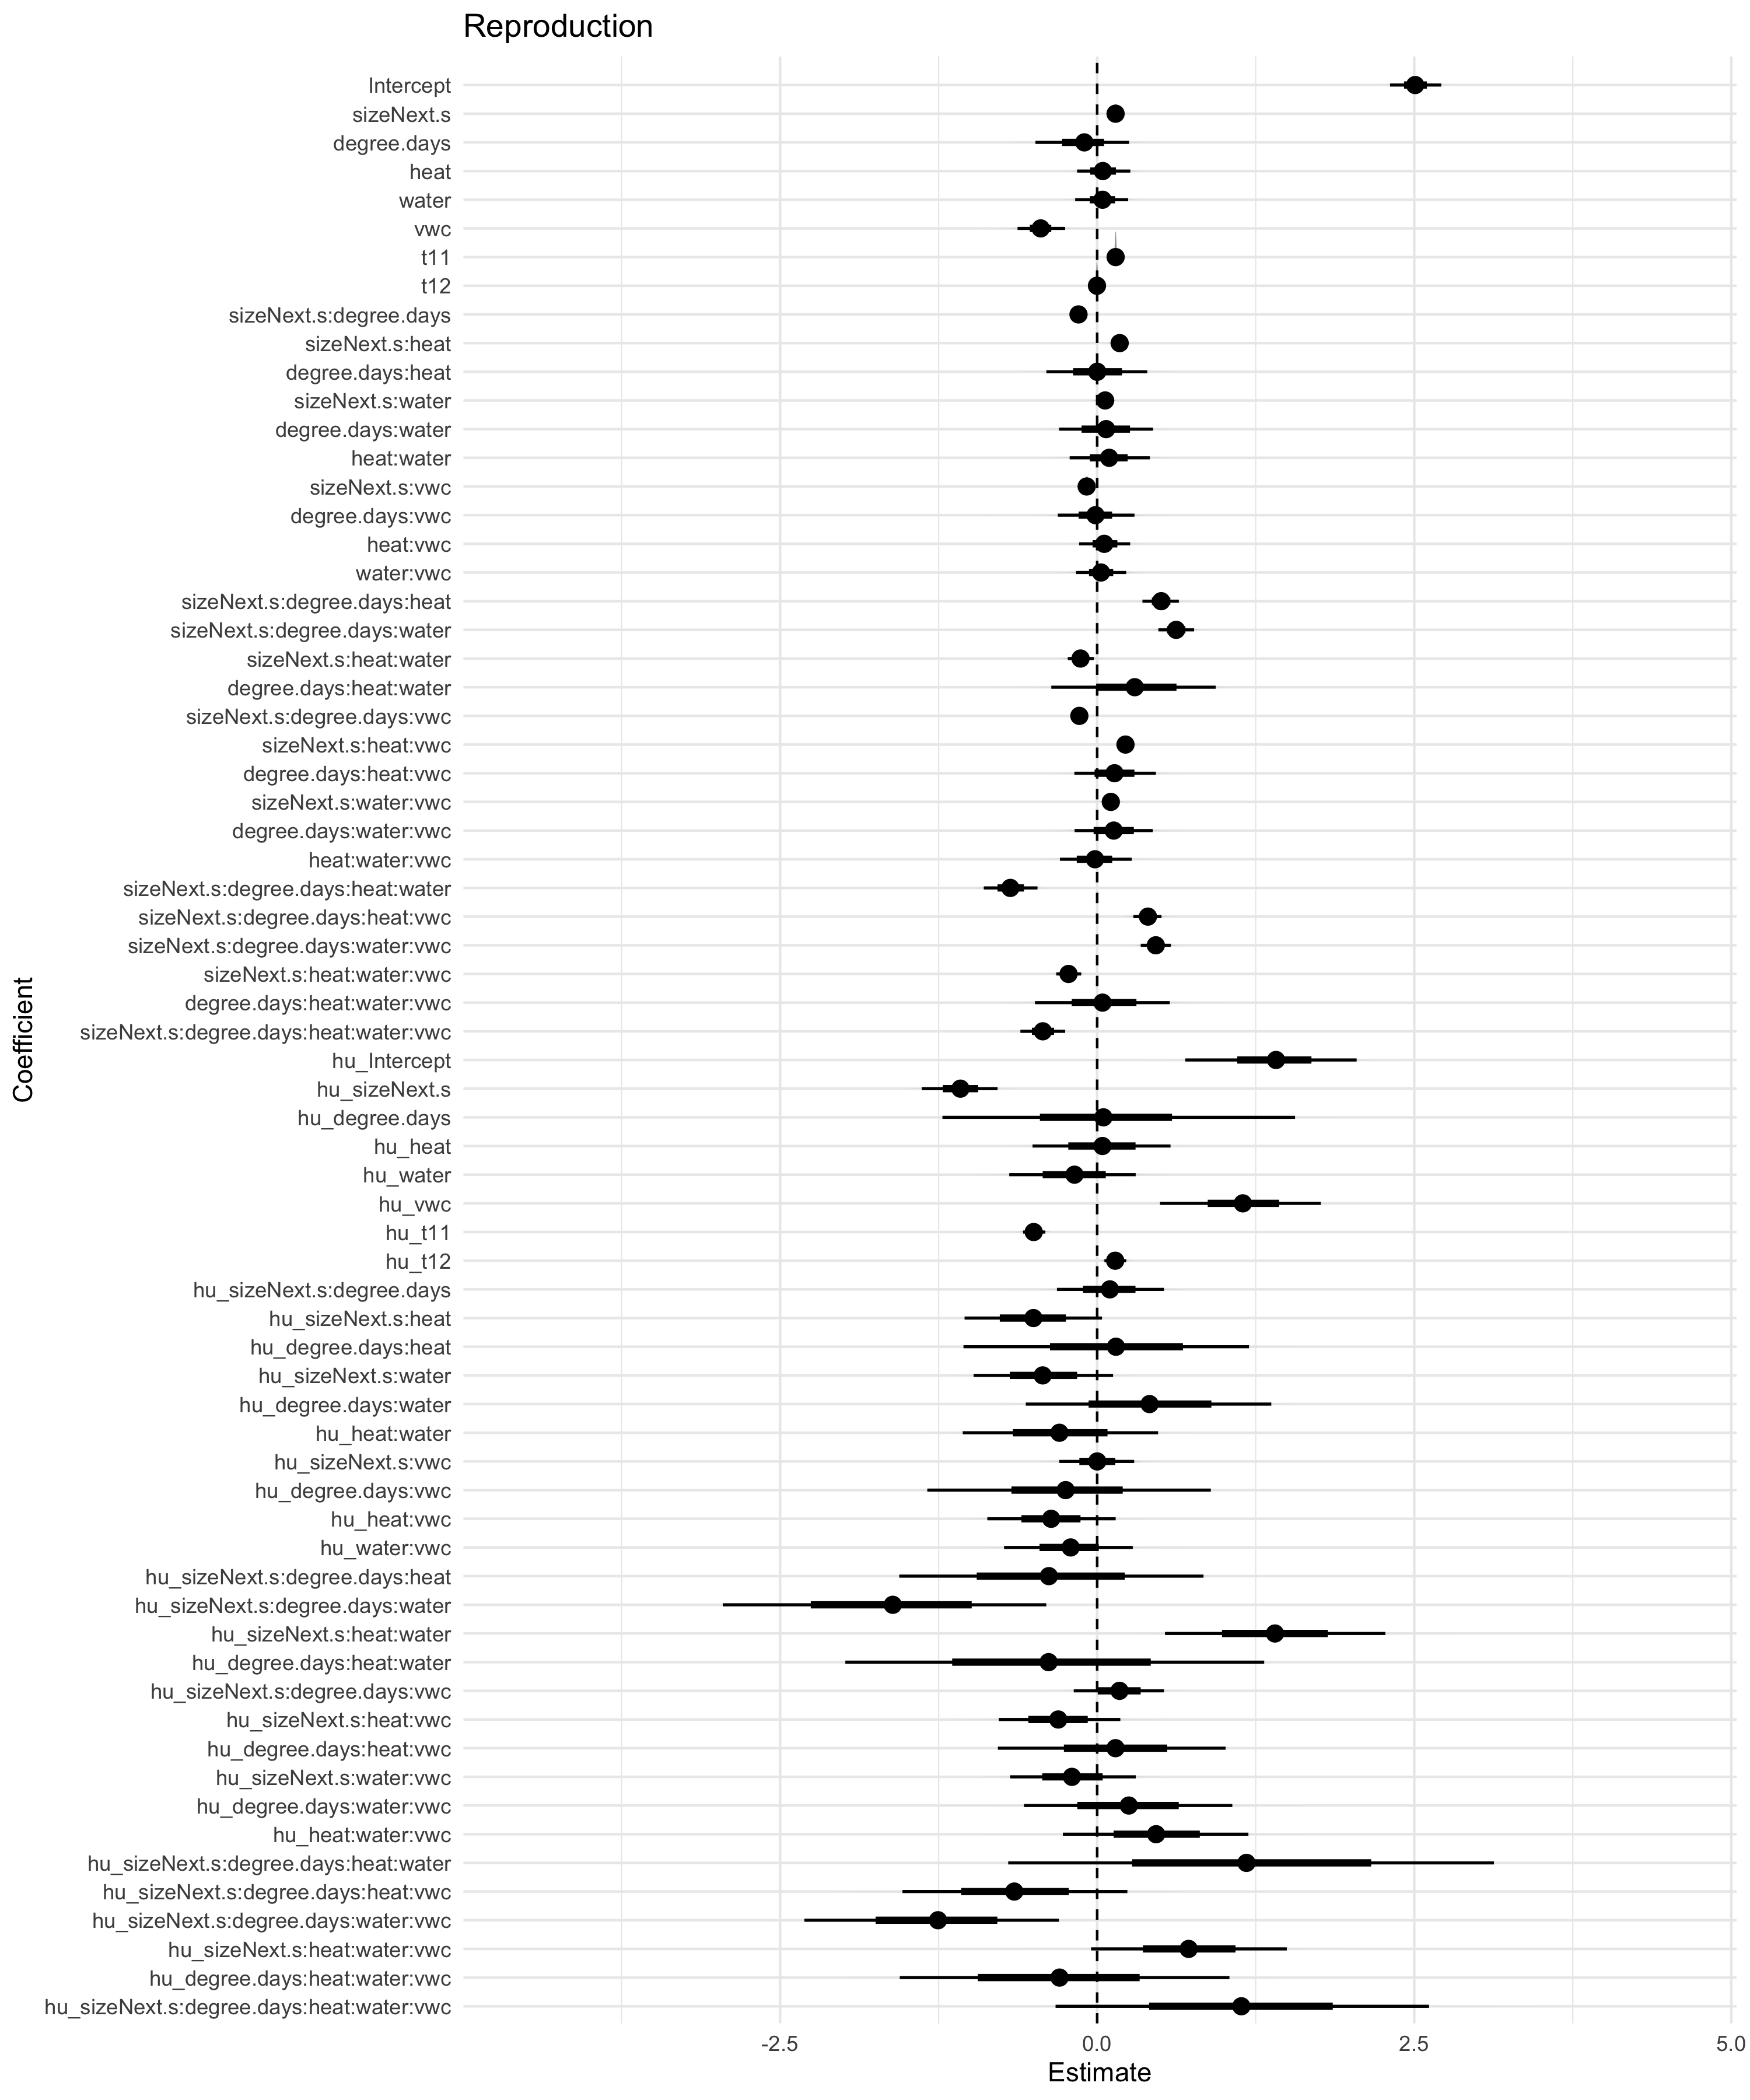 Reproduction
Intercept
sizeNext.s
degree.days
heat
water
vwc
t11
t12
sizeNext.s:degree.days
sizeNext.s:heat
degree.days:heat
sizeNext.s:water
degree.days:water
heat:water
sizeNext.s:vwc
degree.days:vwc
heat:vwc
water:vwc
sizeNext.s:degree.days:heat
sizeNext.s:degree.days:water
sizeNext.s:heat:water
degree.days:heat:water
sizeNext.s:degree.days:vwc
sizeNext.s:heat:vwc
degree.days:heat:vwc
sizeNext.s:water:vwc
degree.days:water:vwc
heat:water:vwc
sizeNext.s:degree.days:heat:water
sizeNext.s:degree.days:heat:vwc
sizeNext.s:degree.days:water:vwc
sizeNext.s:heat:water:vwc
degree.days:heat:water:vwc
sizeNext.s:degree.days:heat:water:vwc
hu_Intercept
hu_sizeNext.s
hu_degree.days
hu_heat
hu_water
hu_vwc
hu_t11
hu_t12
hu_sizeNext.s:degree.days
hu_sizeNext.s:heat
hu_degree.days:heat
hu_sizeNext.s:water
hu_degree.days:water
hu_heat:water
hu_sizeNext.s:vwc
hu_degree.days:vwc
hu_heat:vwc
hu_water:vwc
hu_sizeNext.s:degree.days:heat
hu_sizeNext.s:degree.days:water
hu_sizeNext.s:heat:water
hu_degree.days:heat:water
hu_sizeNext.s:degree.days:vwc
hu_sizeNext.s:heat:vwc
hu_degree.days:heat:vwc
hu_sizeNext.s:water:vwc
hu_degree.days:water:vwc
hu_heat:water:vwc
hu_sizeNext.s:degree.days:heat:water
hu_sizeNext.s:degree.days:heat:vwc
hu_sizeNext.s:degree.days:water:vwc
hu_sizeNext.s:heat:water:vwc
hu_degree.days:heat:water:vwc
hu_sizeNext.s:degree.days:heat:water:vwc
Coefficient
-2.5 0.0 2.5 5.0
Estimate